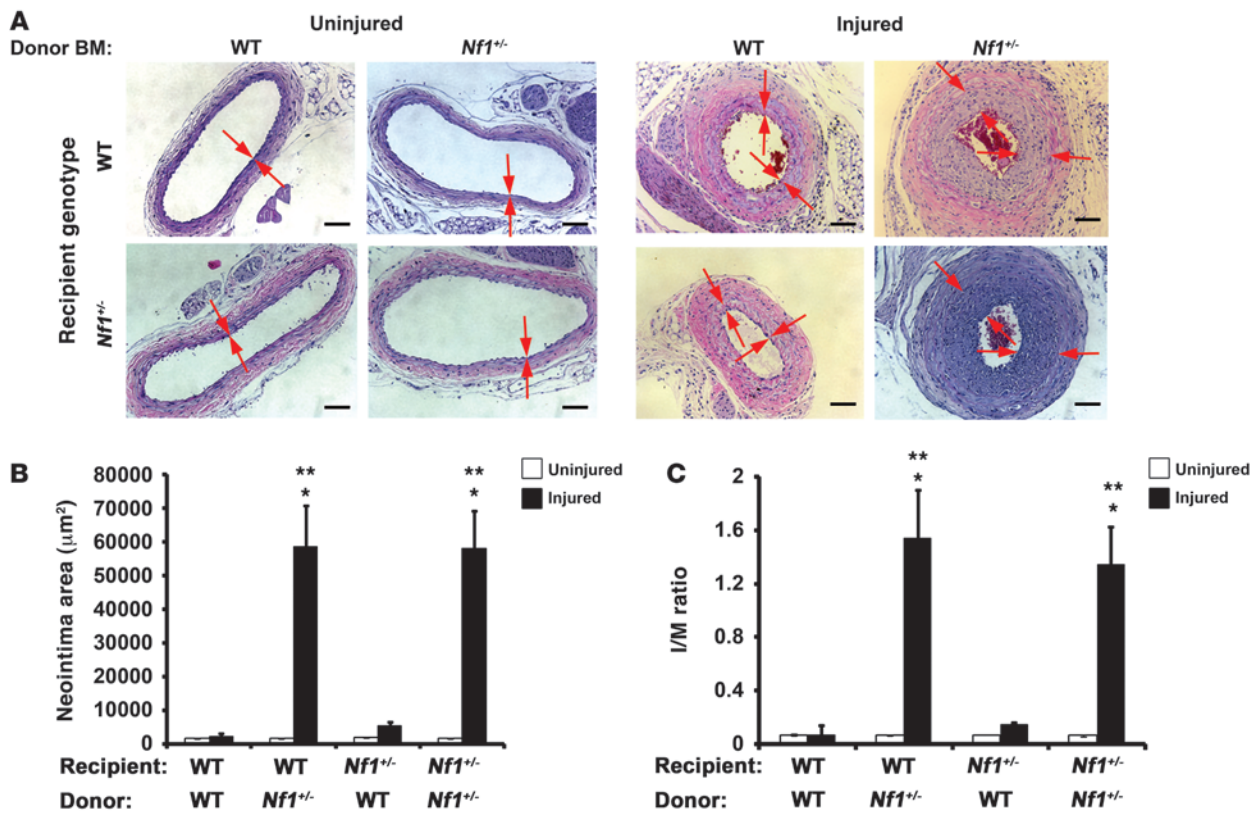 A
Uninjured
Injured
Donor BM: WT Nf1+/- WT Nf1+/-
Recipient genotype
WT
Nf1+/-
B
Neointima area (μm²)
80000
70000
60000
50000
40000
30000
20000
10000
0
** **
* *
Uninjured
Injured
Recipient: WT WT Nf1+/- Nf1+/-
Donor: WT Nf1+/- WT Nf1+/-
C
I/M ratio
2
1.6
1.2
0.8
0.4
0
** **
* *
Uninjured
Injured
Recipient: WT WT Nf1+/- Nf1+/-
Donor: WT Nf1+/- WT Nf1+/-